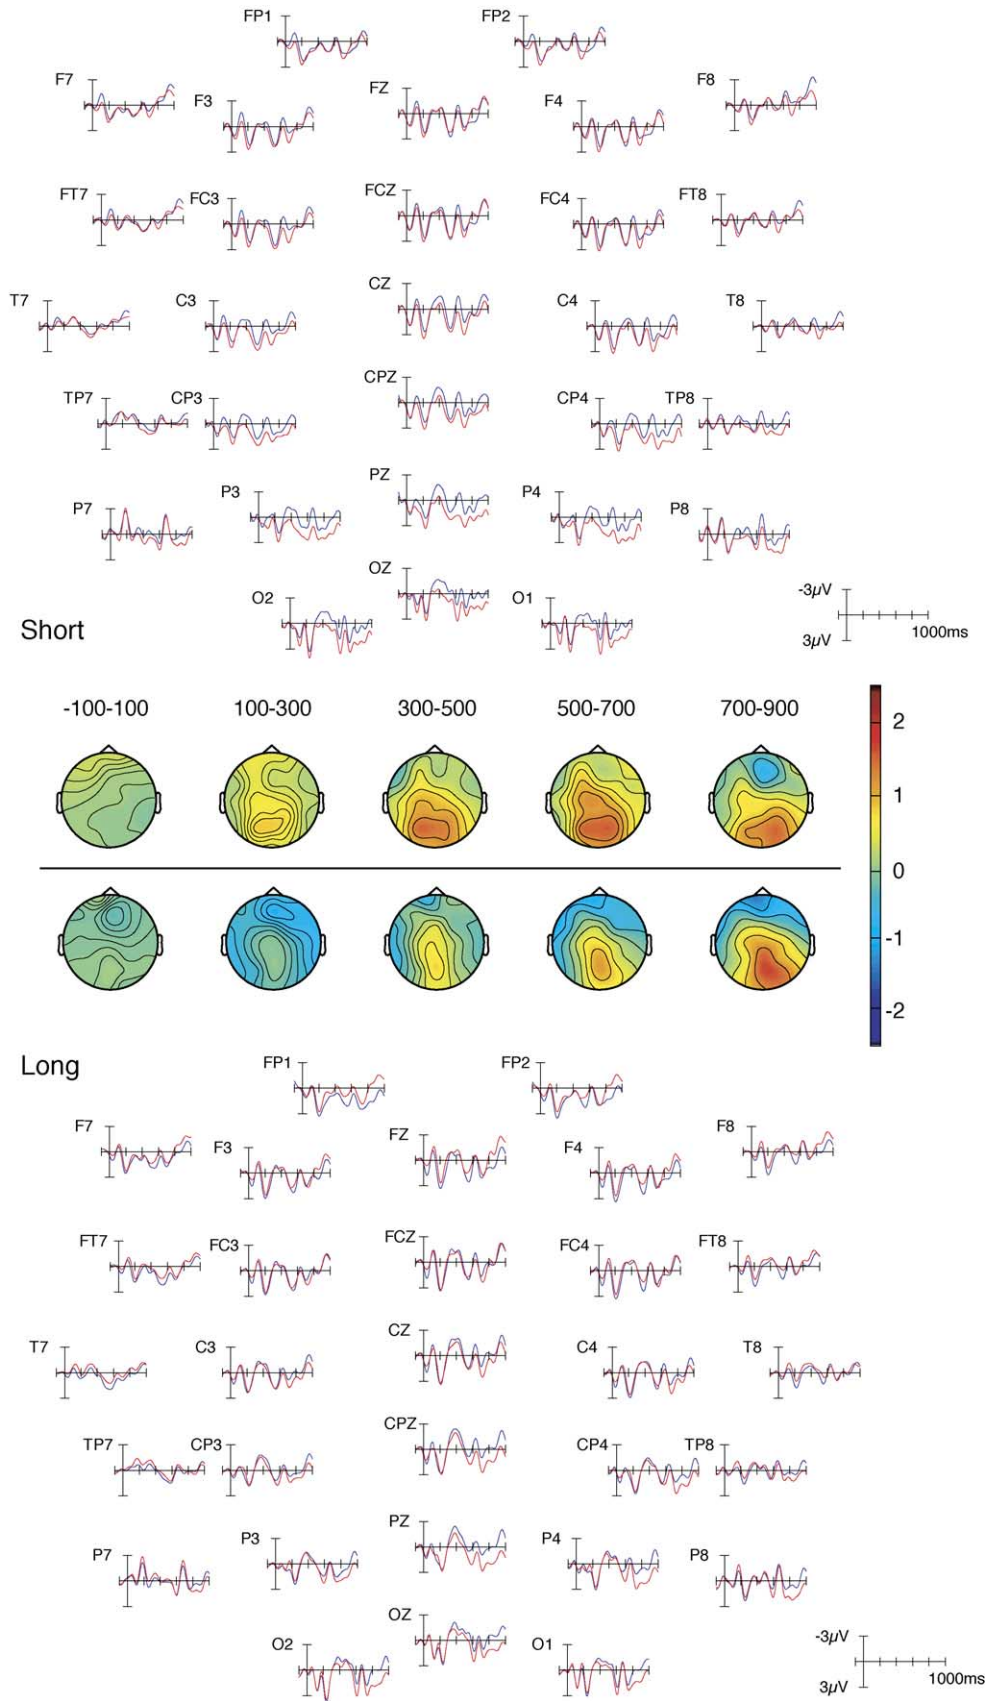 FP1 FP2
F7 F3 FZ F4 F8
FT7 FC3 FCZ FC4 FT8
T7 C3 CZ C4 T8
TP7 CP3 CPZ CP4 TP8
P7 P3 PZ P4 P8
O2 OZ O1
-3µV
3µV
1000ms
Short
-100-100 100-300 300-500 500-700 700-900
2
1
0
-1
-2
Long
FP1 FP2
F7 F3 FZ F4 F8
FT7 FC3 FCZ FC4 FT8
T7 C3 CZ C4 T8
TP7 CP3 CPZ CP4 TP8
P7 P3 PZ P4 P8
O2 OZ O1
-3µV
3µV
1000ms